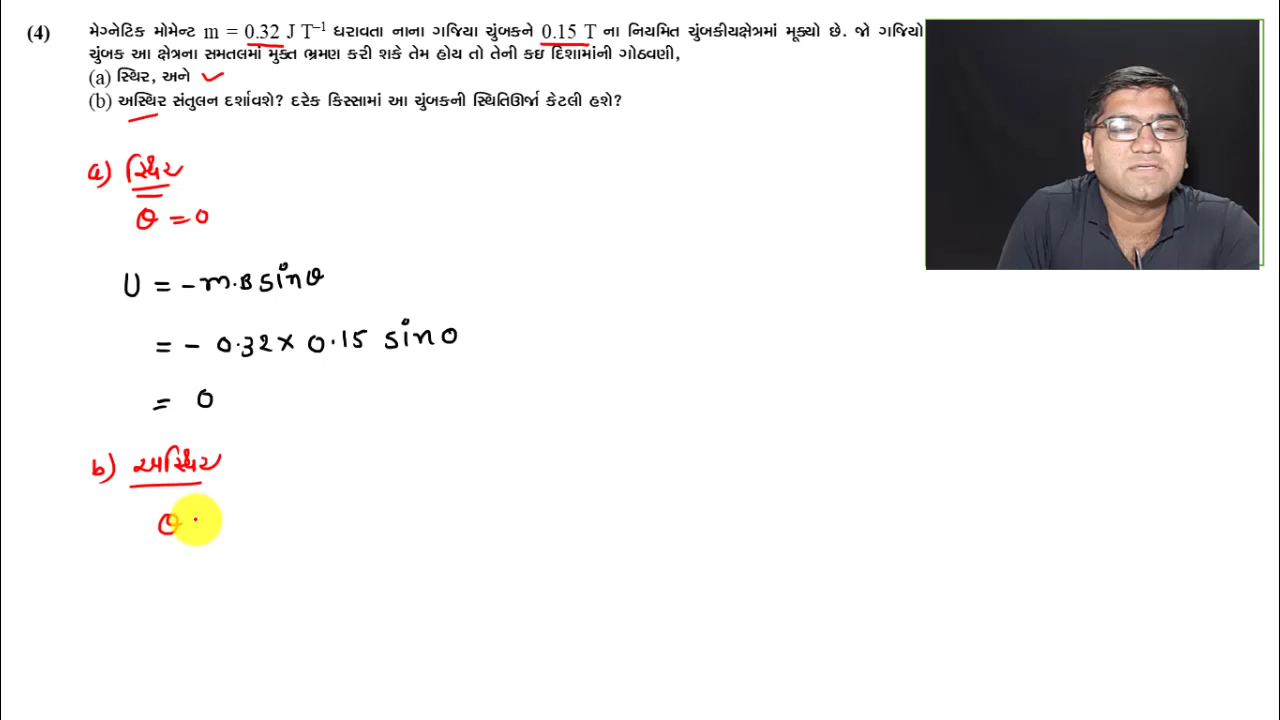 (4) મેગ્નેટિક મોમેન્ટ m = 0.32 J T⁻¹ ધરાવતા નાના ગજિયા ચુંબકને 0.15 T ના નિયમિત ચુંબકીયક્ષેત્રમાં મૂક્યો છે. જો ગજિયો
ચુંબક આ ક્ષેત્રના સમતલમાં મુક્ત ભ્રમણ કરી શકે તેમ હોય તો તેની કઇ દિશામાંની ગોઠવણી,
(a) સ્થિર, અને
(b) અસ્થિર સંતુલન દર્શાવશે? દરેક કિસ્સામાં આ ચુંબકની સ્થિતિઊર્જા કેટલી હશે?
a) સ્થિર
θ = 0
U = - m.B sinθ
= - 0.32 × 0.15 sin 0
= 0
b) અસ્થિર
θ